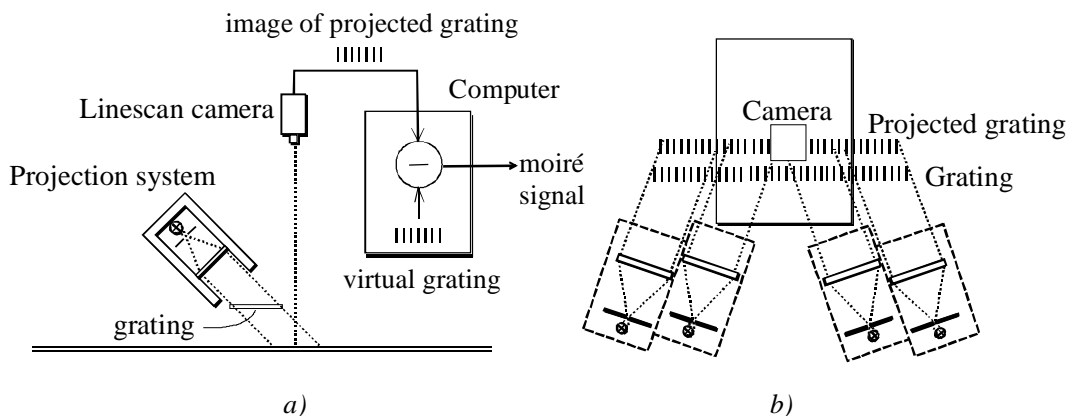 image of projected grating
Linescan camera
Computer
Projection system
moiré
signal
virtual grating
grating
a)
Camera
Projected grating
Grating
b)